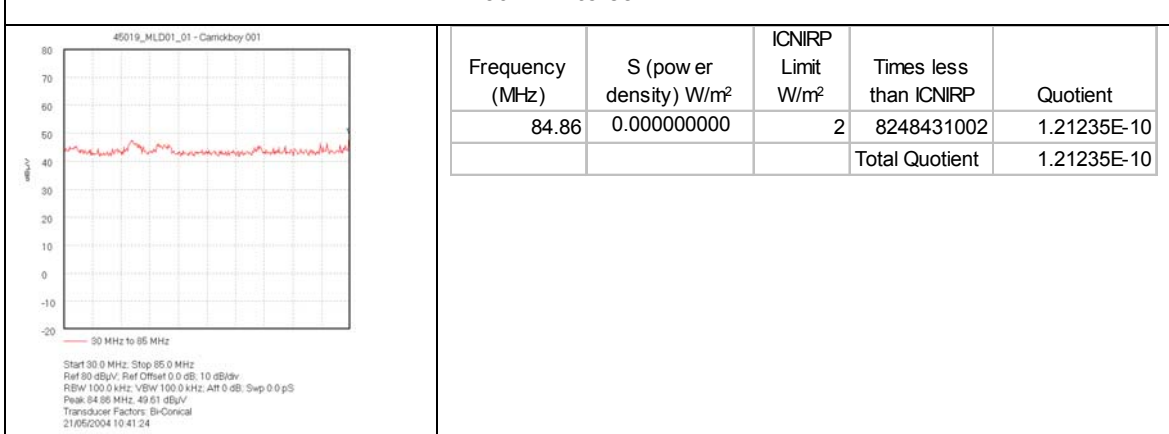 45019_MLD01_01 - Carrickboy 001
80
70
60
50
40
30
20
10
0
-10
-20
dBµV
30 MHz to 85 MHz
Start 30.0 MHz; Stop 85.0 MHz
Ref 80 dBµV; Ref Offset 0.0 dB; 10 dB/div
RBW 100.0 kHz; VBW 100.0 kHz; Att 0 dB; Swp 0.0 pS
Peak 84.86 MHz, 49.61 dBµV
Transducer Factors: Bi-Conical
21/05/2004 10:41:24
Frequency (MHz) S (pow er density) W/m² ICNIRP Limit W/m² Times less than ICNIRP Quotient
84.86 0.000000000 2 8248431002 1.21235E-10
Total Quotient 1.21235E-10